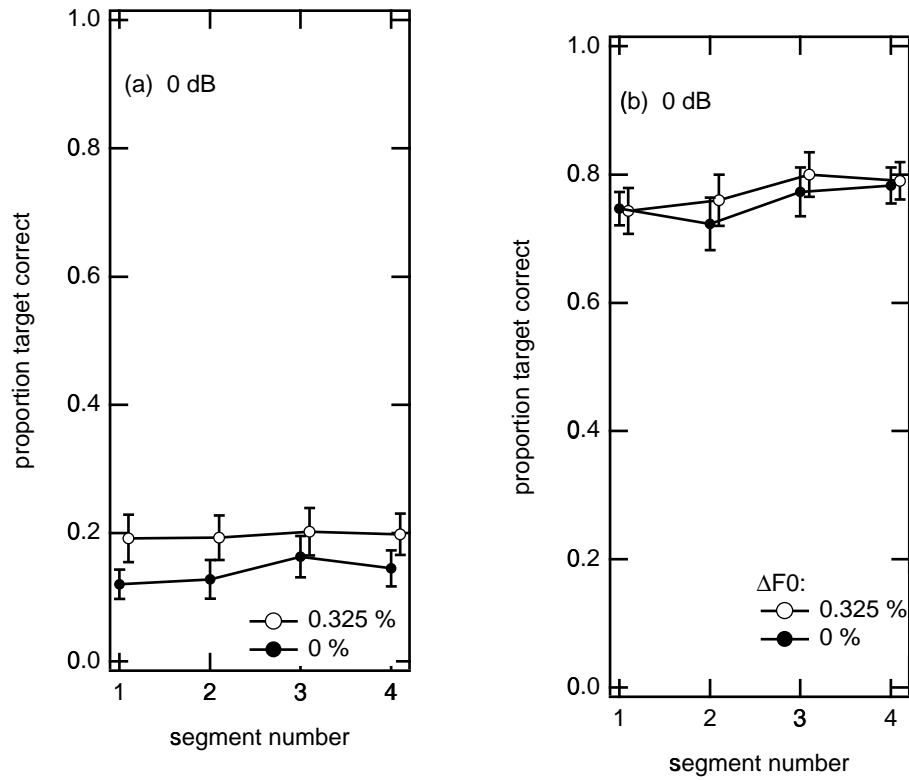 (a) 0 dB
proportion target correct
1.0
0.8
0.6
0.4
0.2
0.0
1 2 3 4
segment number
0.325 %
0 %
(b) 0 dB
proportion target correct
1.0
0.8
0.6
0.4
0.2
0.0
1 2 3 4
segment number
ΔF0:
0.325 %
0 %